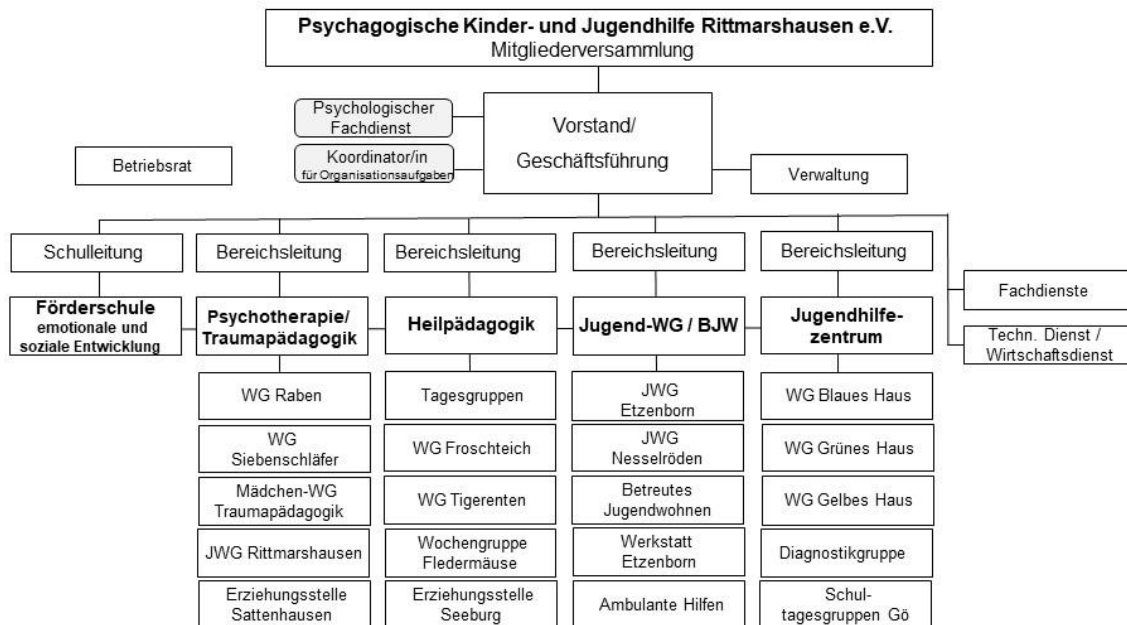 Psychagogische Kinder- und Jugendhilfe Rittmarshausen e.V.
Mitgliederversammlung
Psychologischer
Fachdienst
Vorstand/
Geschäftsführung
Koordinator/in
für Organisationsaufgaben
Betriebsrat
Verwaltung
Schulleitung
Bereichsleitung
Bereichsleitung
Bereichsleitung
Bereichsleitung
Förderschule
emotionale und
soziale Entwicklung
Psychotherapie/
Traumapädagogik
Heilpädagogik
Jugend-WG / BJW
Jugendhilfe-
zentrum
Fachdienste
Techn. Dienst /
Wirtschaftsdienst
WG Raben
Tagesgruppen
JWG
Etzenborn
WG Blaues Haus
WG
Siebenschläfer
WG Froschteich
JWG
Nesselröden
WG Grünes Haus
Mädchen-WG
Traumapädagogik
WG Tigerenten
Betreutes
Jugendwohnen
WG Gelbes Haus
JWG Rittmarshausen
Wochengruppe
Fledermäuse
Werkstatt
Etzenborn
Diagnostikgruppe
Erziehungsstelle
Sattenhausen
Erziehungsstelle
Seeburg
Ambulante Hilfen
Schul-
tagesgruppen Gö